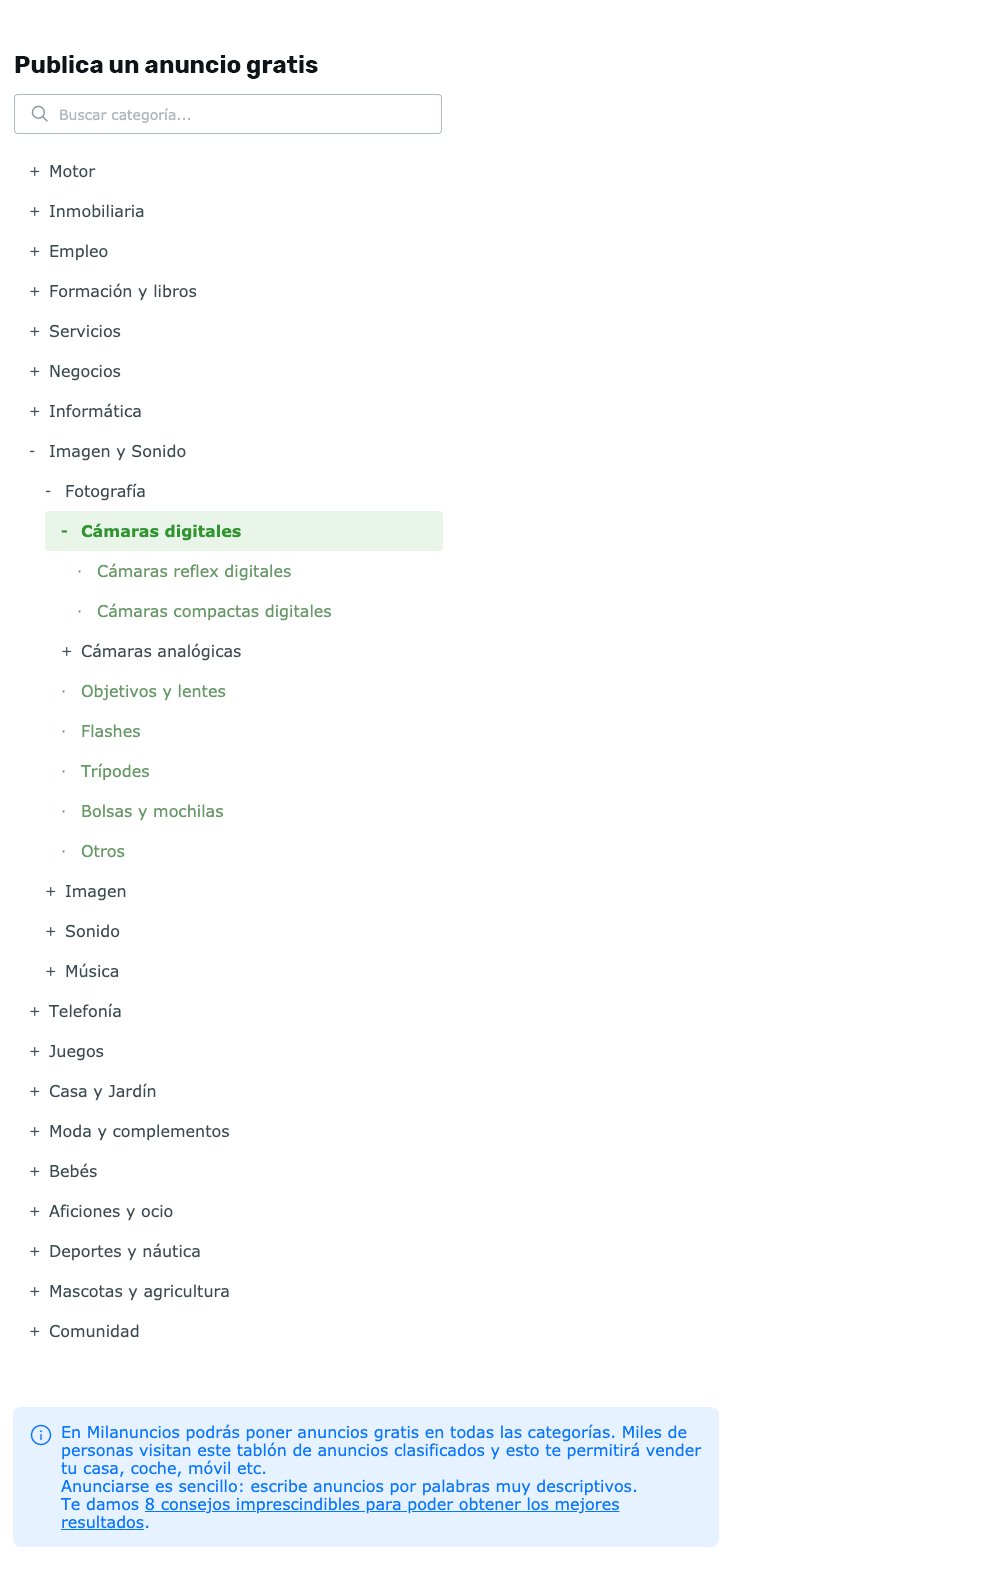 Publica un anuncio gratis
Buscar categoría...
+ Motor
+ Inmobiliaria
+ Empleo
+ Formación y libros
+ Servicios
+ Negocios
+ Informática
- Imagen y Sonido
- Fotografía
- Cámaras digitales
· Cámaras reflex digitales
· Cámaras compactas digitales
+ Cámaras analógicas
· Objetivos y lentes
· Flashes
· Trípodes
· Bolsas y mochilas
· Otros
+ Imagen
+ Sonido
+ Música
+ Telefonía
+ Juegos
+ Casa y Jardín
+ Moda y complementos
+ Bebés
+ Aficiones y ocio
+ Deportes y náutica
+ Mascotas y agricultura
+ Comunidad
En Milanuncios podrás poner anuncios gratis en todas las categorías. Miles de
personas visitan este tablón de anuncios clasificados y esto te permitirá vender
tu casa, coche, móvil etc.
Anunciarse es sencillo: escribe anuncios por palabras muy descriptivos.
Te damos 8 consejos imprescindibles para poder obtener los mejores
resultados.